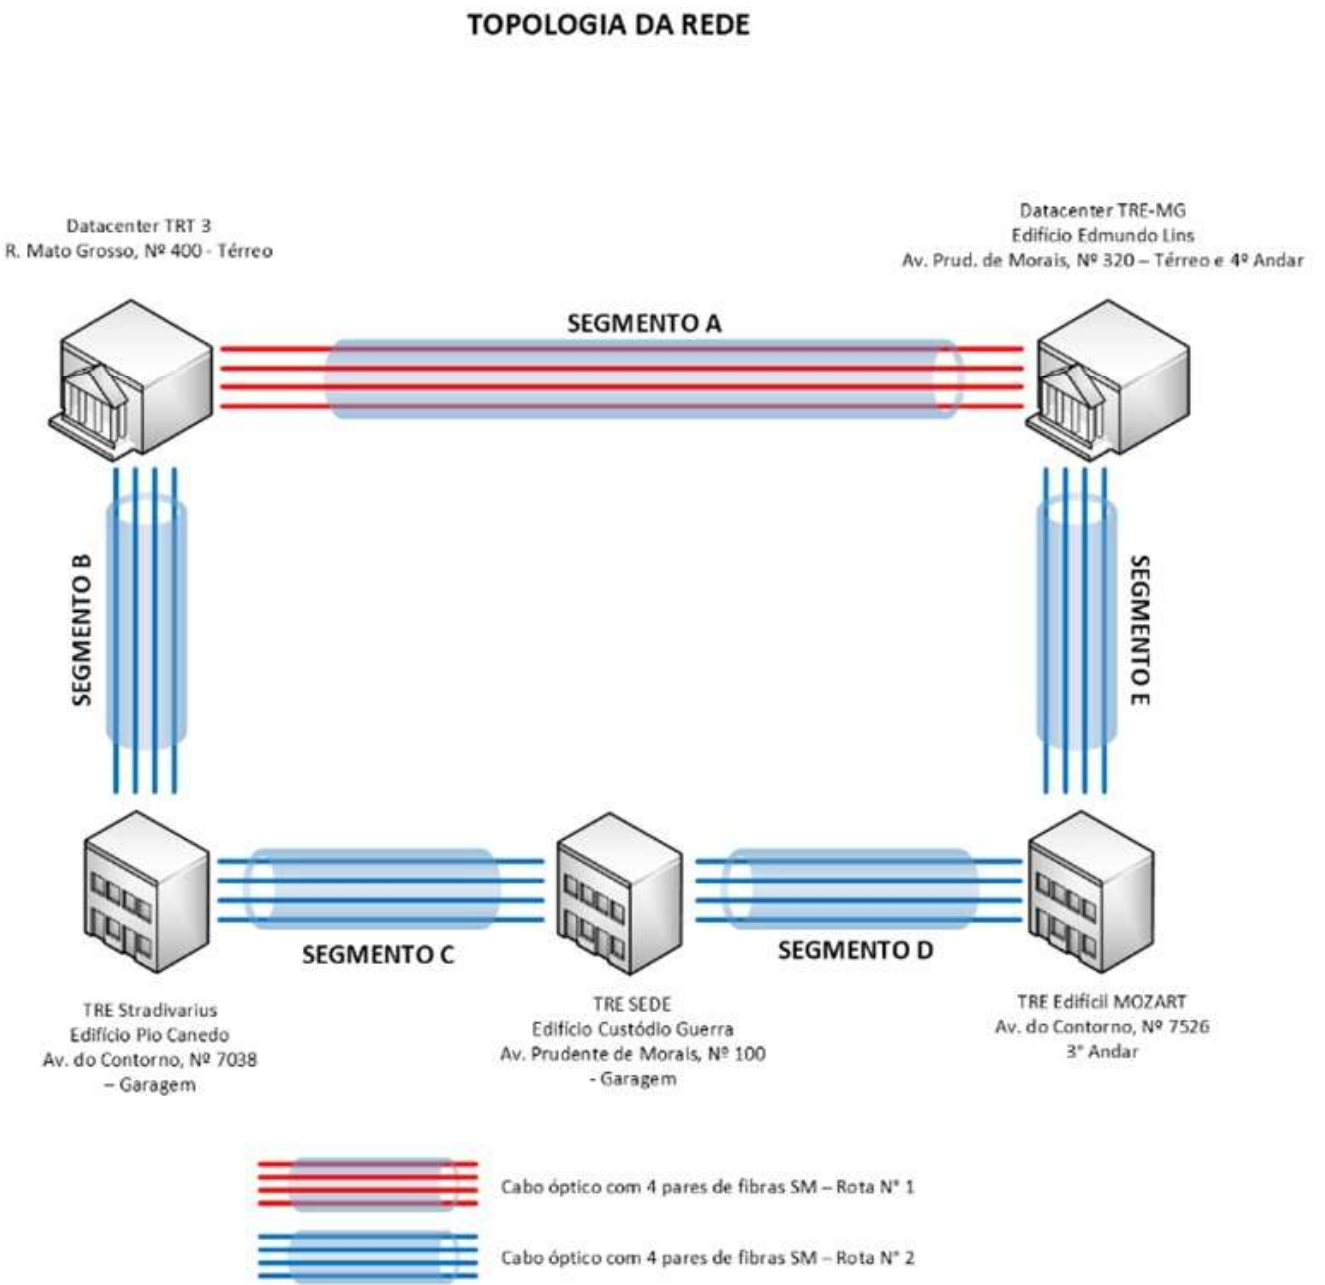 TOPOLOGIA DA REDE
Datacenter TRT 3
R. Mato Grosso, Nº 400 - Térreo
Datacenter TRE-MG
Edifício Edmundo Lins
Av. Prud. de Morais, Nº 320 – Térreo e 4º Andar
SEGMENTO A
SEGMENTO B
SEGMENTO E
SEGMENTO C
SEGMENTO D
TRE Stradivarius
Edifício Pio Canedo
Av. do Contorno, Nº 7038
– Garagem
TRE SEDE
Edifício Custódio Guerra
Av. Prudente de Morais, Nº 100
- Garagem
TRE Edifícil MOZART
Av. do Contorno, Nº 7526
3° Andar
Cabo óptico com 4 pares de fibras SM – Rota N° 1
Cabo óptico com 4 pares de fibras SM – Rota N° 2